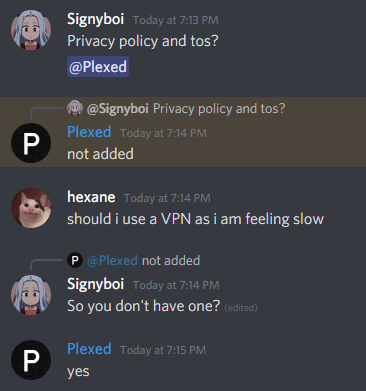 Signyboi Today at 7:13 PM
Privacy policy and tos?
@Plexed
@Signyboi Privacy policy and tos?
P
Plexed Today at 7:14 PM
not added
hexane Today at 7:14 PM
should i use a VPN as i am feeling slow
P @Plexed not added
Signyboi Today at 7:14 PM
So you don't have one? (edited)
P
Plexed Today at 7:15 PM
yes